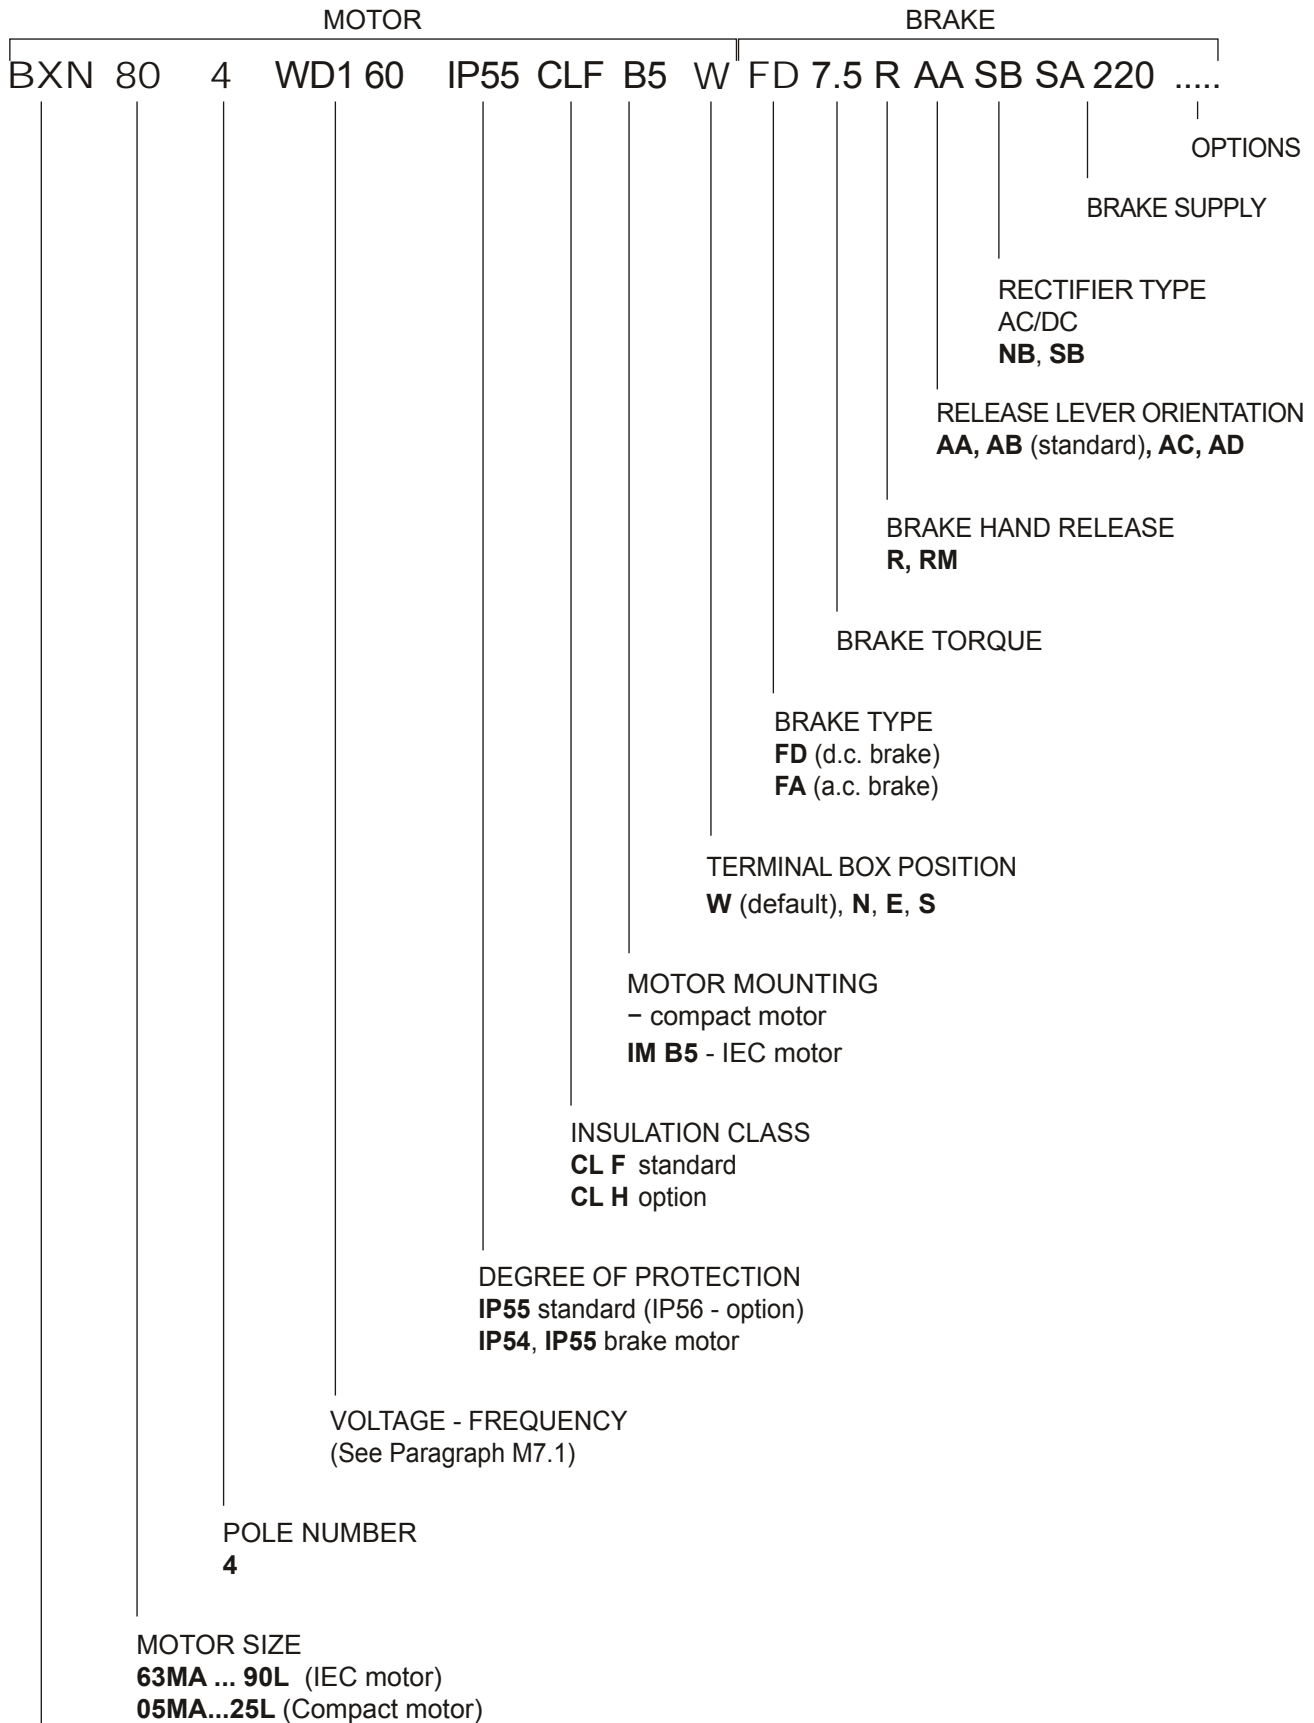 MOTOR BRAKE
BXN 80 4 WD1 60 IP55 CLF B5 W FD 7.5 R AA SB SA 220 .....
OPTIONS
BRAKE SUPPLY
RECTIFIER TYPE
AC/DC
NB, SB
RELEASE LEVER ORIENTATION
AA, AB (standard), AC, AD
BRAKE HAND RELEASE
R, RM
BRAKE TORQUE
BRAKE TYPE
FD (d.c. brake)
FA (a.c. brake)
TERMINAL BOX POSITION
W (default), N, E, S
MOTOR MOUNTING
− compact motor
IM B5 - IEC motor
INSULATION CLASS
CL F standard
CL H option
DEGREE OF PROTECTION
IP55 standard (IP56 - option)
IP54, IP55 brake motor
VOLTAGE - FREQUENCY
(See Paragraph M7.1)
POLE NUMBER
4
MOTOR SIZE
63MA ... 90L (IEC motor)
05MA...25L (Compact motor)